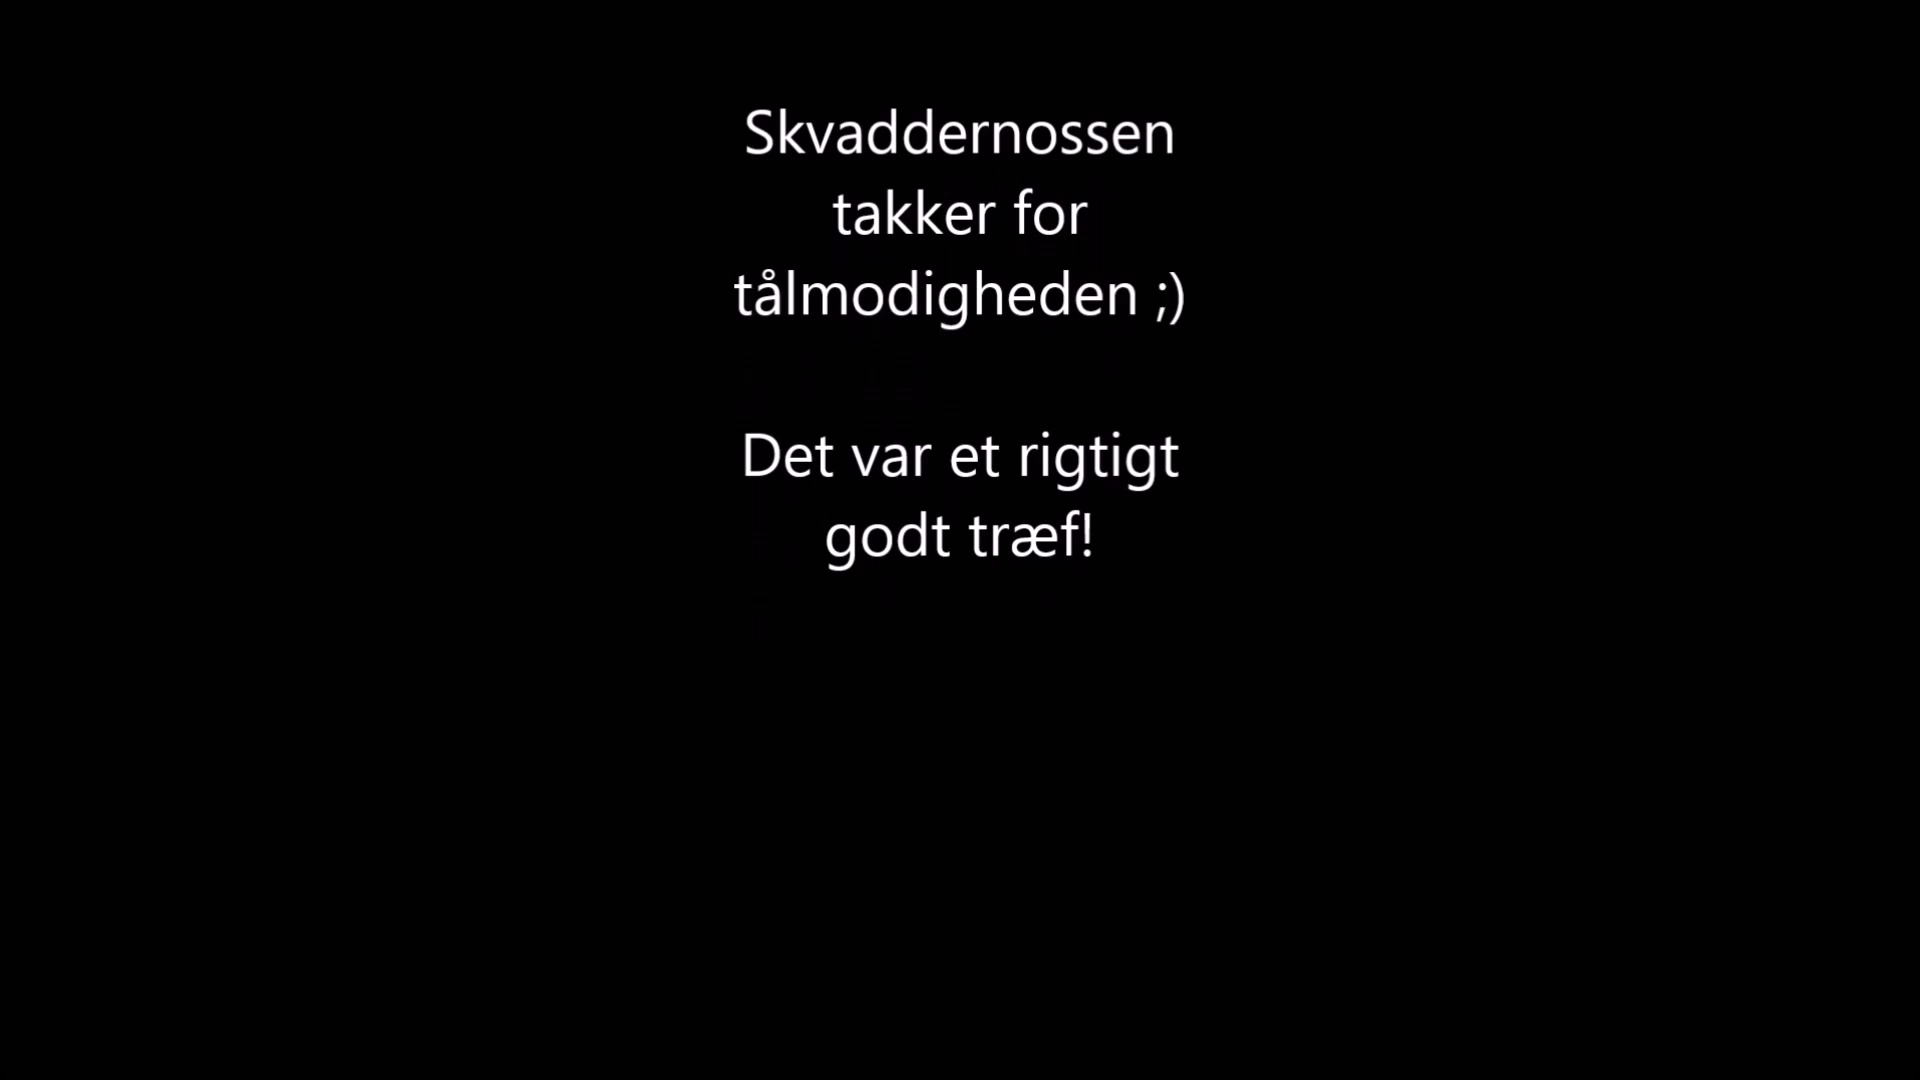 Skvaddernossen
takker for
tålmodigheden ;)
Det var et rigtigt
godt træf!